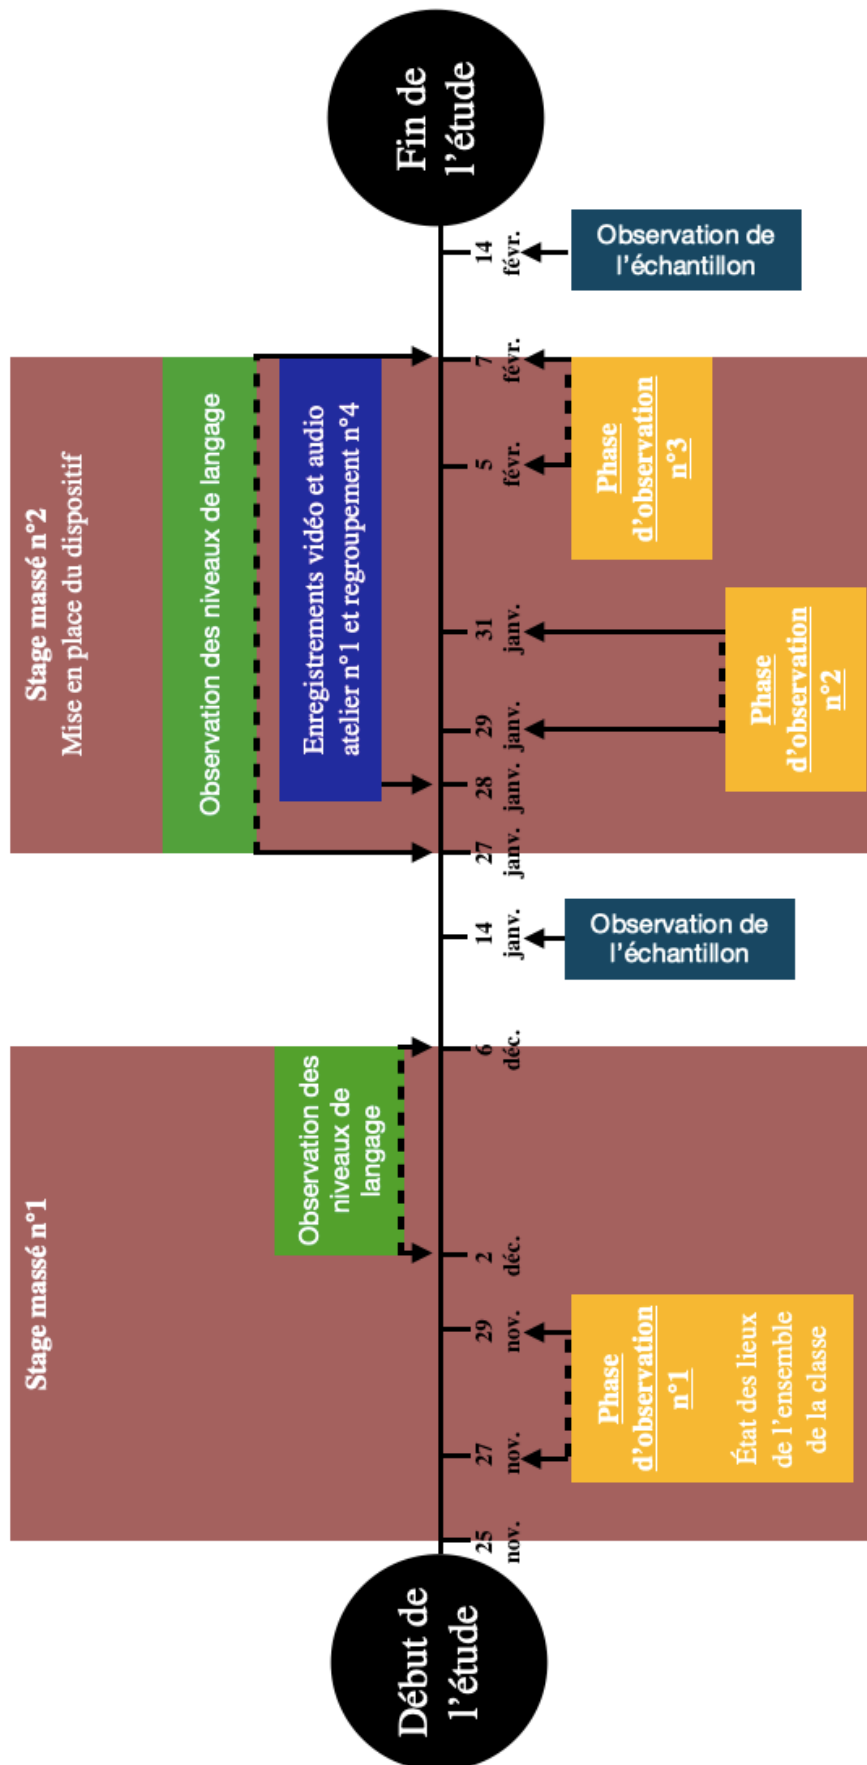 Début de
l'étude
Stage massé n°1
Observation des
niveaux de
langage
25
nov.
27
nov.
29
nov.
2
déc.
6
déc.
Phase
d'observation
n°1
État des lieux
de l'ensemble
de la classe
14
janv.
Observation de
l'échantillon
Stage massé n°2
Mise en place du dispositif
Observation des niveaux de langage
Enregistrements vidéo et audio
atelier n°1 et regroupement n°4
27
janv.
28
janv.
29
janv.
31
janv.
5
févr.
7
févr.
Phase
d'observation
n°2
Phase
d'observation
n°3
14
févr.
Observation de
l'échantillon
Fin de
l'étude